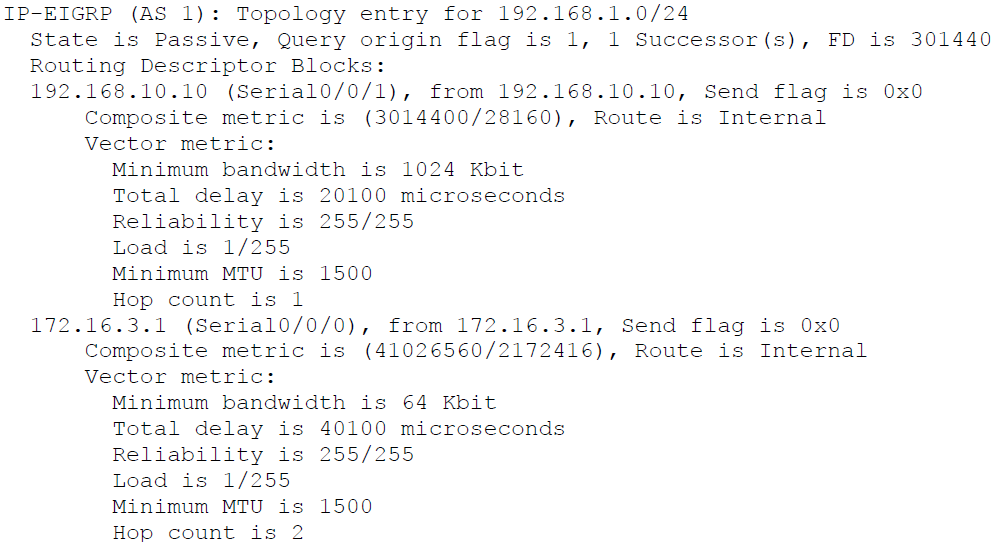 IP-EIGRP (AS 1): Topology entry for 192.168.1.0/24
State is Passive, Query origin flag is 1, 1 Successor(s), FD is 301440
Routing Descriptor Blocks:
192.168.10.10 (Serial0/0/1), from 192.168.10.10, Send flag is 0x0
Composite metric is (3014400/28160), Route is Internal
Vector metric:
Minimum bandwidth is 1024 Kbit
Total delay is 20100 microseconds
Reliability is 255/255
Load is 1/255
Minimum MTU is 1500
Hop count is 1
172.16.3.1 (Serial0/0/0), from 172.16.3.1, Send flag is 0x0
Composite metric is (41026560/2172416), Route is Internal
Vector metric:
Minimum bandwidth is 64 Kbit
Total delay is 40100 microseconds
Reliability is 255/255
Load is 1/255
Minimum MTU is 1500
Hop count is 2